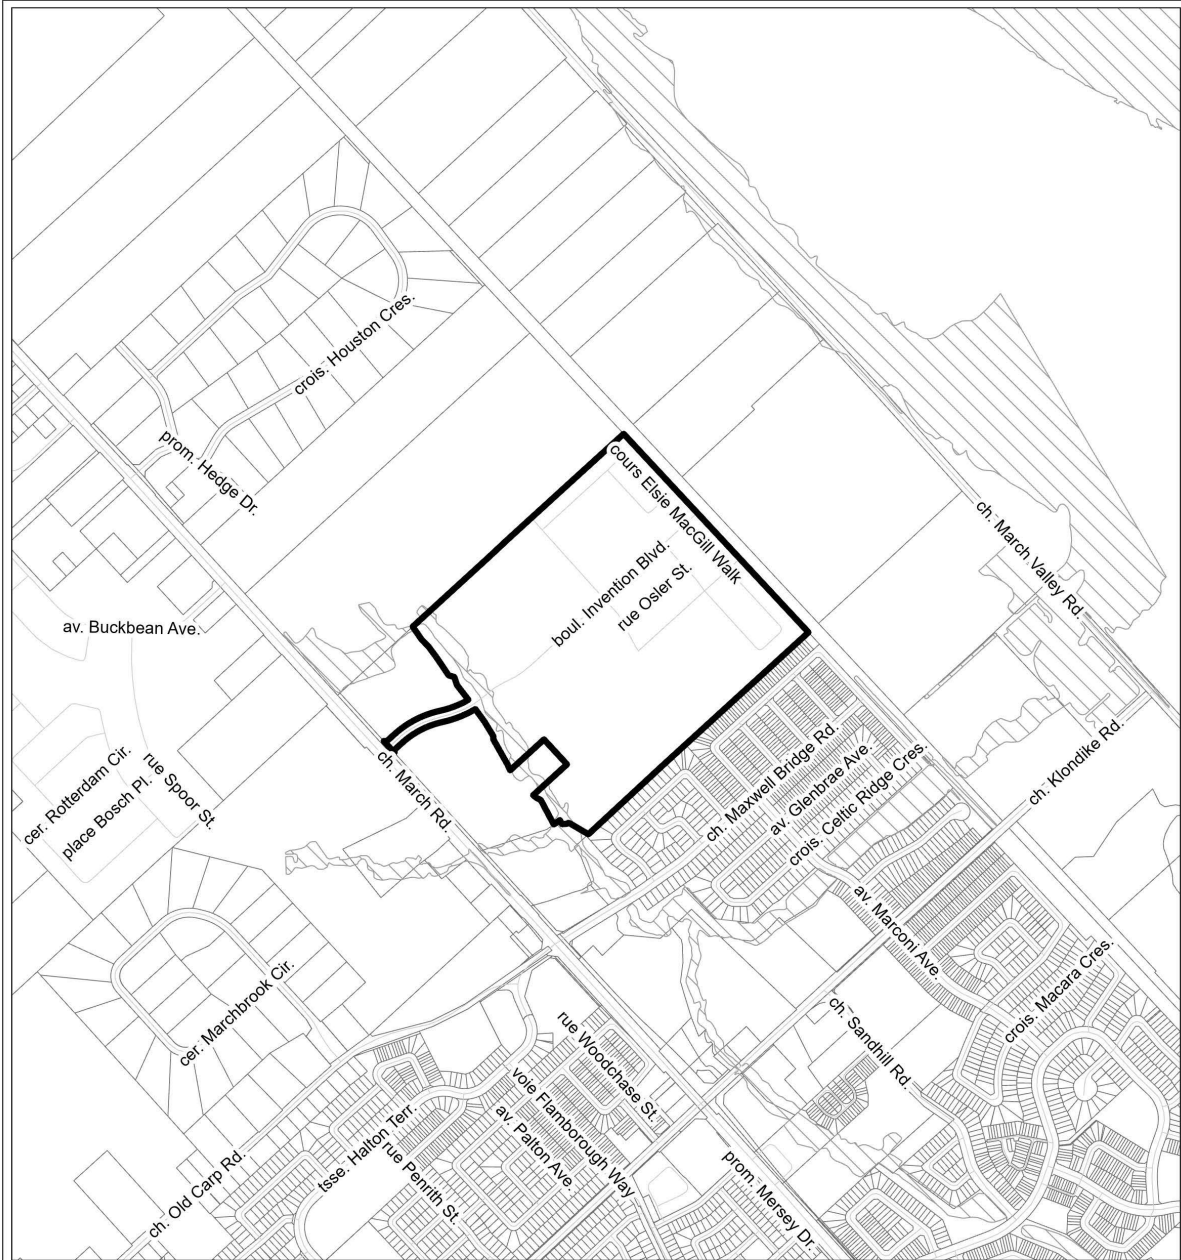 crois. Houston Cres.
prom. Hedge Dr.
cours Elsie MacGill Walk
ch. March Valley Rd.
boul. Invention Blvd.
rue Osler St.
av. Buckbean Ave.
cer. Rotterdam Cir.
place Bosch Pl.
rue Spoor St.
ch. March Rd.
ch. Maxwell Bridge Rd.
av. Glenbrae Ave.
crois. Celtic Ridge Cres.
ch. Klondike Rd.
av. Marconi Ave.
crois. Macara Cres.
cer. Marchbrook Cir.
ch. Sandhill Rd.
rue Woodchase St.
voie Flamborough Way
av. Palton Ave.
tsse. Halton Terr.
rue Penrith St.
ch. Old Carp Rd.
prom. Mersey Dr.